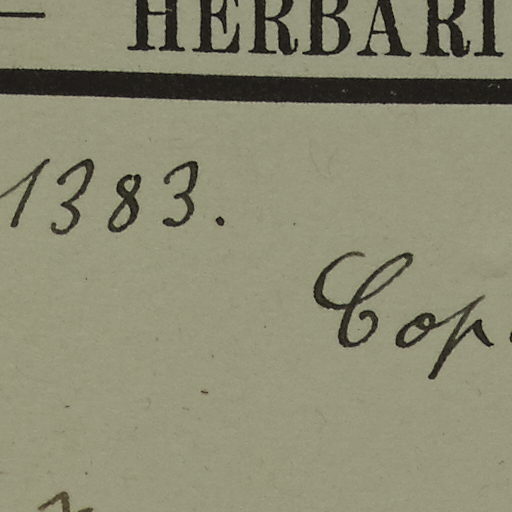 — HERBARI
1383.
Cop.